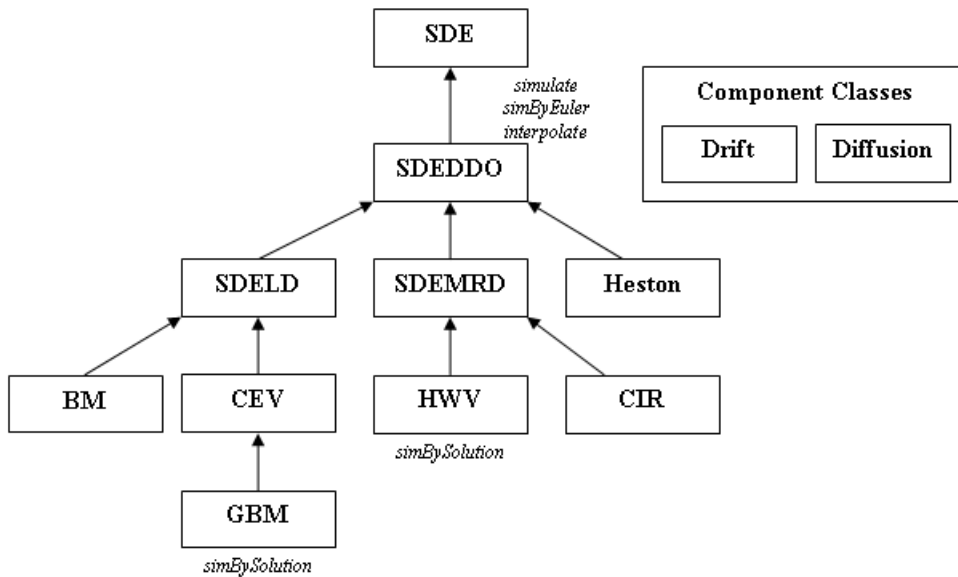 SDE
simulate
simByEuler
interpolate
Component Classes
Drift
Diffusion
SDEDDO
SDELD
SDEMRD
Heston
BM
CEV
HWV
CIR
simBySolution
GBM
simBySolution